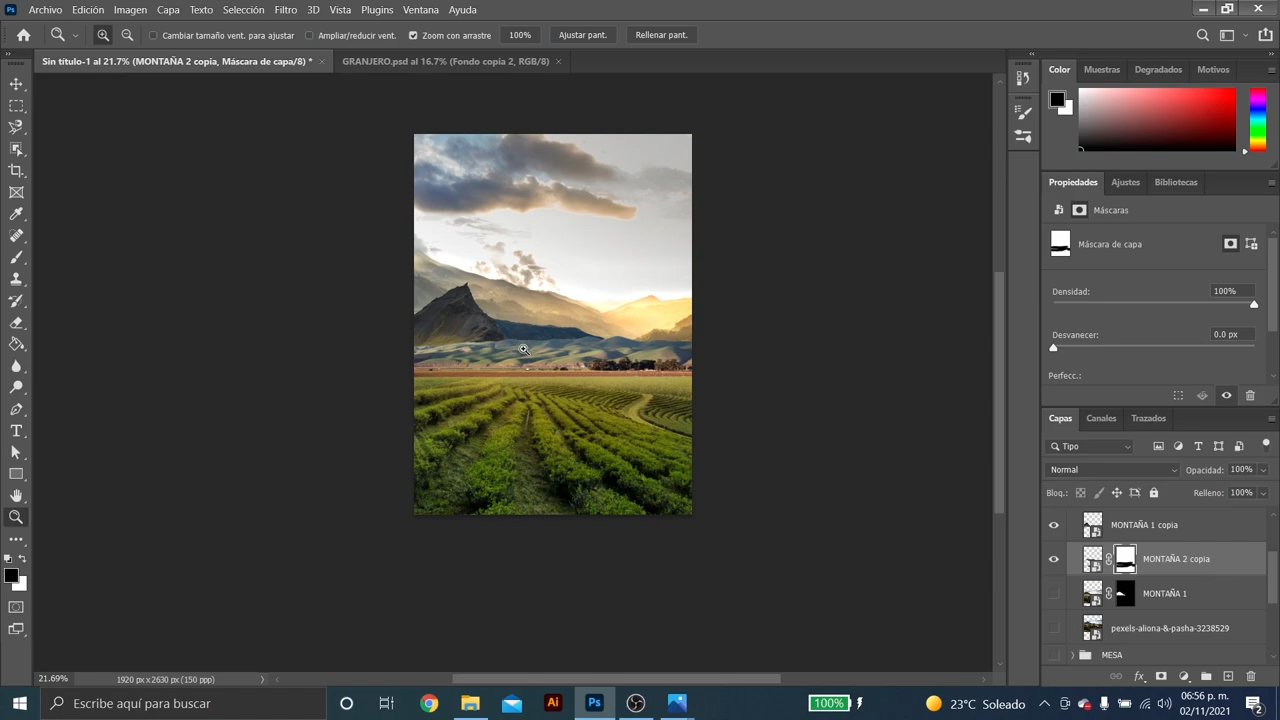 Ps Archivo Edición Imagen Capa Texto Selección Filtro 3D Vista Plugins Ventana Ayuda
Cambiar tamaño vent. para ajustar Ampliar/reducir vent. Zoom con arrastre 100% Ajustar pant. Rellenar pant.
Sin título-1 al 21.7% (MONTAÑA 2 copia, Máscara de capa/8) * GRANJERO.psd al 16.7% (Fondo copia 2, RGB/8)
Color Muestras Degradados Motivos
Propiedades Ajustes Bibliotecas
Máscaras
Máscara de capa
Densidad: 100%
Desvanecer: 0.0 px
Perfecc.:
Capas Canales Trazados
Tipo
Normal Opacidad: 100%
Bloq.: Relleno: 100%
MONTAÑA 1 copia
MONTAÑA 2 copia
MONTAÑA 1
pexels-aliona-&-pasha-3238529
MESA
21.69% 1920 px x 2630 px (150 ppp)
Escribe aquí para buscar Ai Ps 100% 23°C Soleado 06:56 p. m.
02/11/2021 2